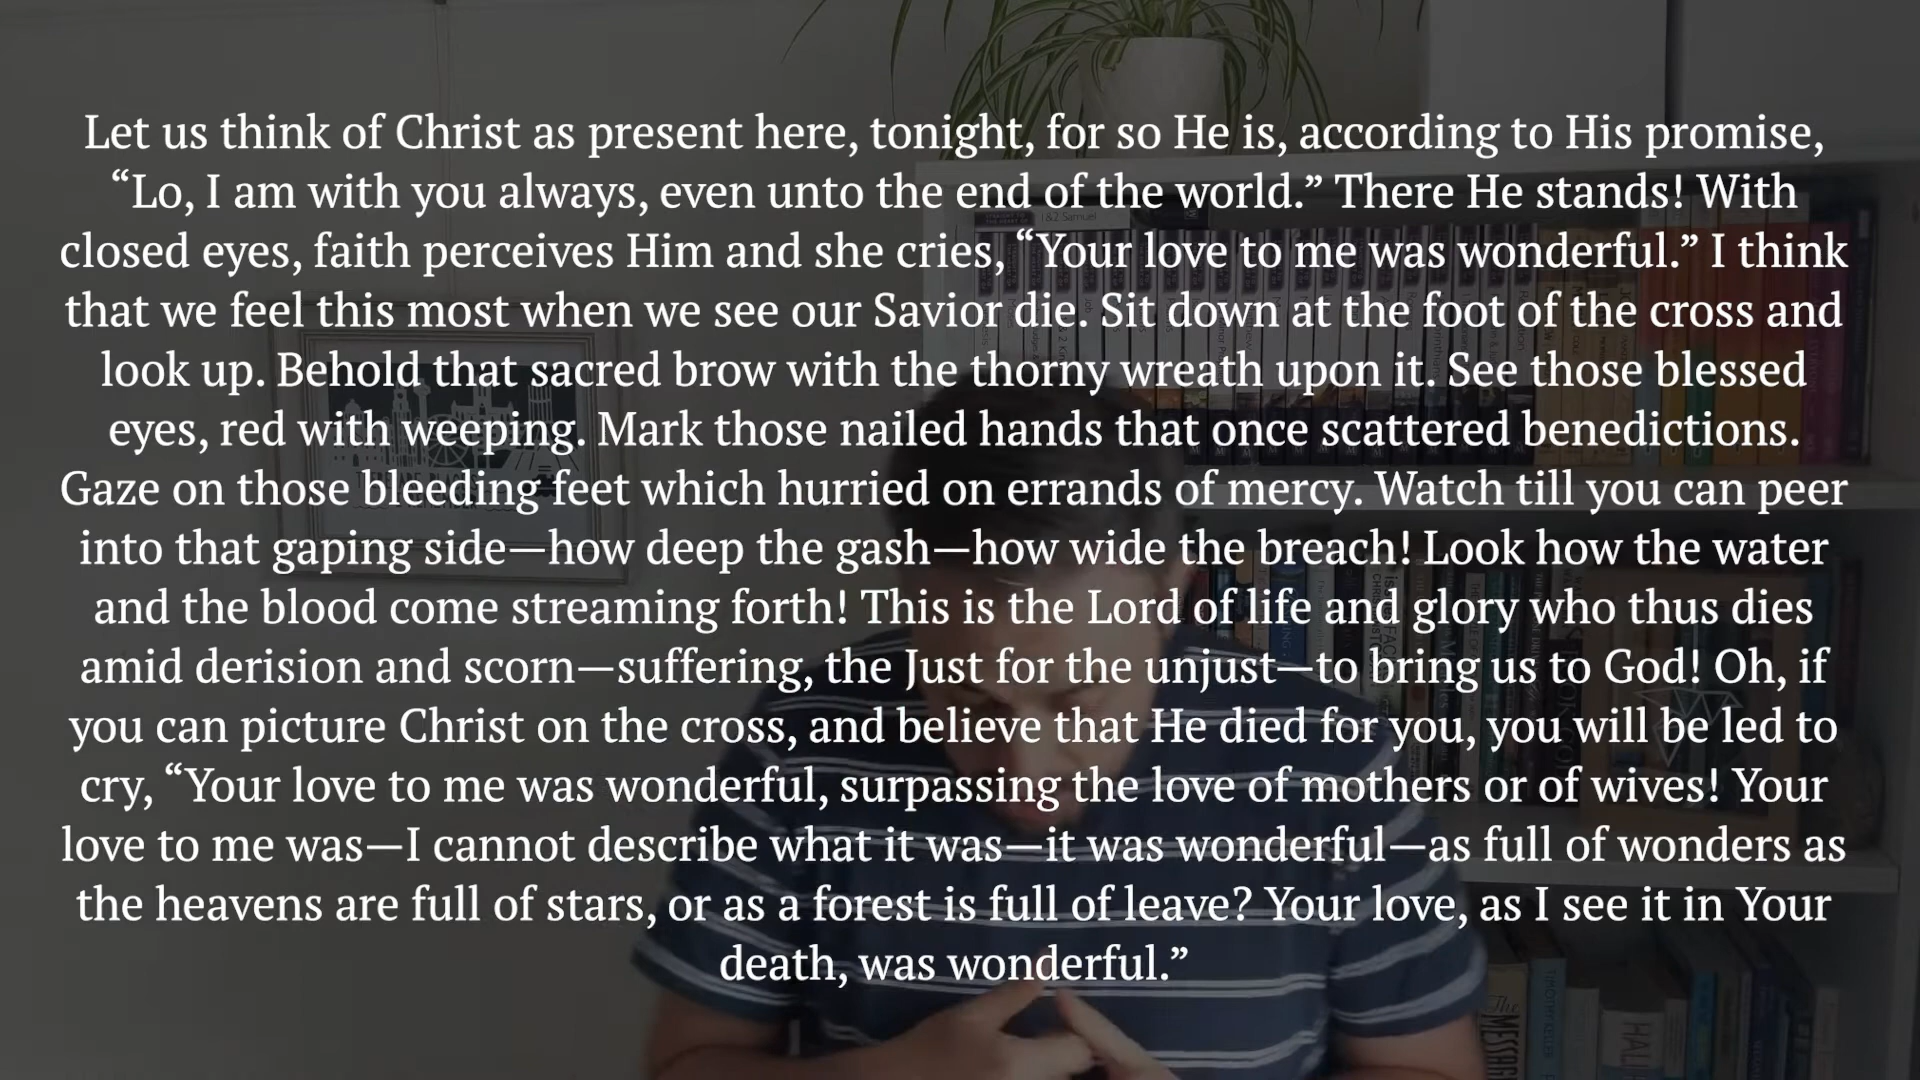 Let us think of Christ as present here, tonight, for so He is, according to His promise,
“Lo, I am with you always, even unto the end of the world.” There He stands! With
closed eyes, faith perceives Him and she cries, “Your love to me was wonderful.” I think
that we feel this most when we see our Savior die. Sit down at the foot of the cross and
look up. Behold that sacred brow with the thorny wreath upon it. See those blessed
eyes, red with weeping. Mark those nailed hands that once scattered benedictions.
Gaze on those bleeding feet which hurried on errands of mercy. Watch till you can peer
into that gaping side—how deep the gash—how wide the breach! Look how the water
and the blood come streaming forth! This is the Lord of life and glory who thus dies
amid derision and scorn—suffering, the Just for the unjust—to bring us to God! Oh, if
you can picture Christ on the cross, and believe that He died for you, you will be led to
cry, “Your love to me was wonderful, surpassing the love of mothers or of wives! Your
love to me was—I cannot describe what it was—it was wonderful—as full of wonders as
the heavens are full of stars, or as a forest is full of leave? Your love, as I see it in Your
death, was wonderful.”
1&2 Samuel
The
MESSAGE